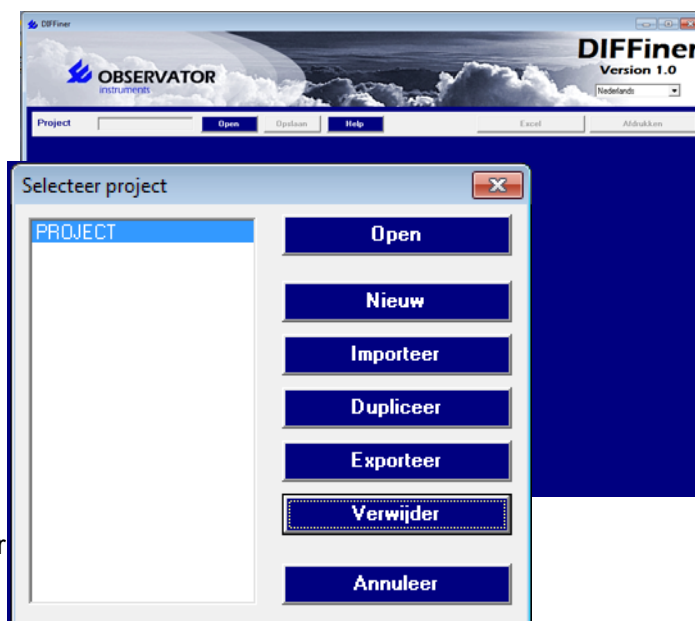 DIFFiner
DIFFiner
Version 1.0
OBSERVATOR
instruments
Nederlands
Project
Open
Opslaan
Help
Excel
Afdrukken
Selecteer project
PROJECT
Open
Nieuw
Importeer
Dupliceer
Exporteer
Verwijder
r
Annuleer